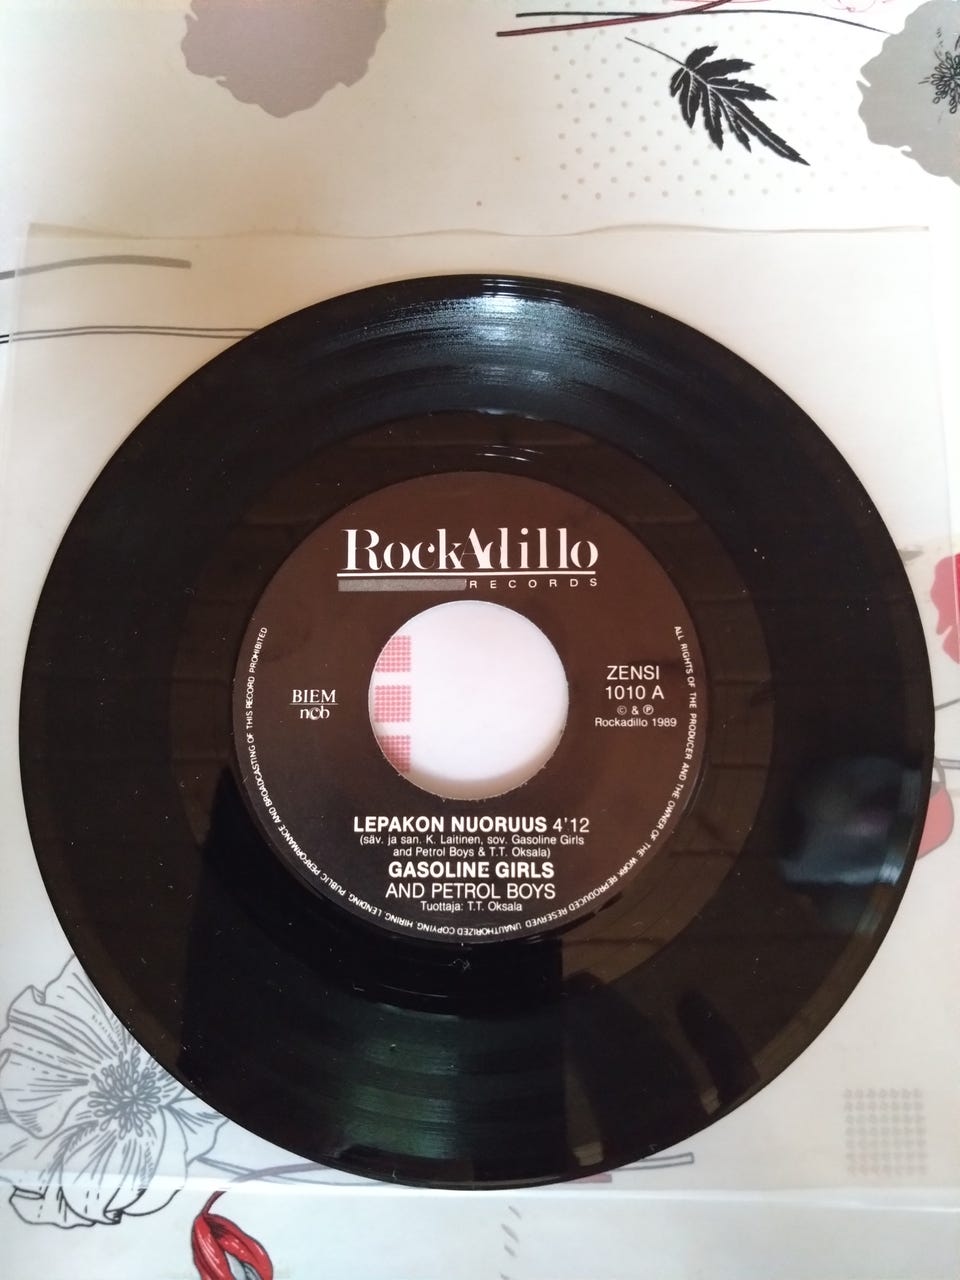 RockAdillo
RECORDS
BIEM
ncb
ZENSI
1010 A
© & ℗
Rockadillo 1989
LEPAKON NUORUUS 4'12
(säv. ja san. K. Laitinen, sov. Gasoline Girls
and Petrol Boys & T.T. Oksala)
GASOLINE GIRLS
AND PETROL BOYS
Tuottaja: T.T. Oksala
ALL RIGHTS OF THE PRODUCER AND THE OWNER OF THE WORK REPRODUCED RESERVED UNAUTHORIZED COPYING, HIRING, LENDING, PUBLIC PERFORMANCE AND BROADCASTING OF THIS RECORD PROHIBITED